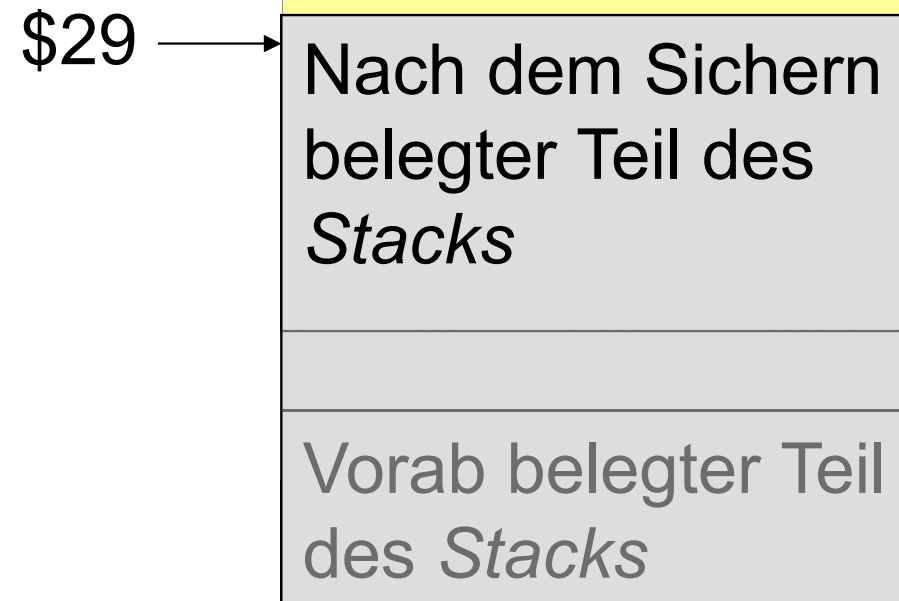 $29
Nach dem Sichern
belegter Teil des
Stacks
Vorab belegter Teil
des Stacks